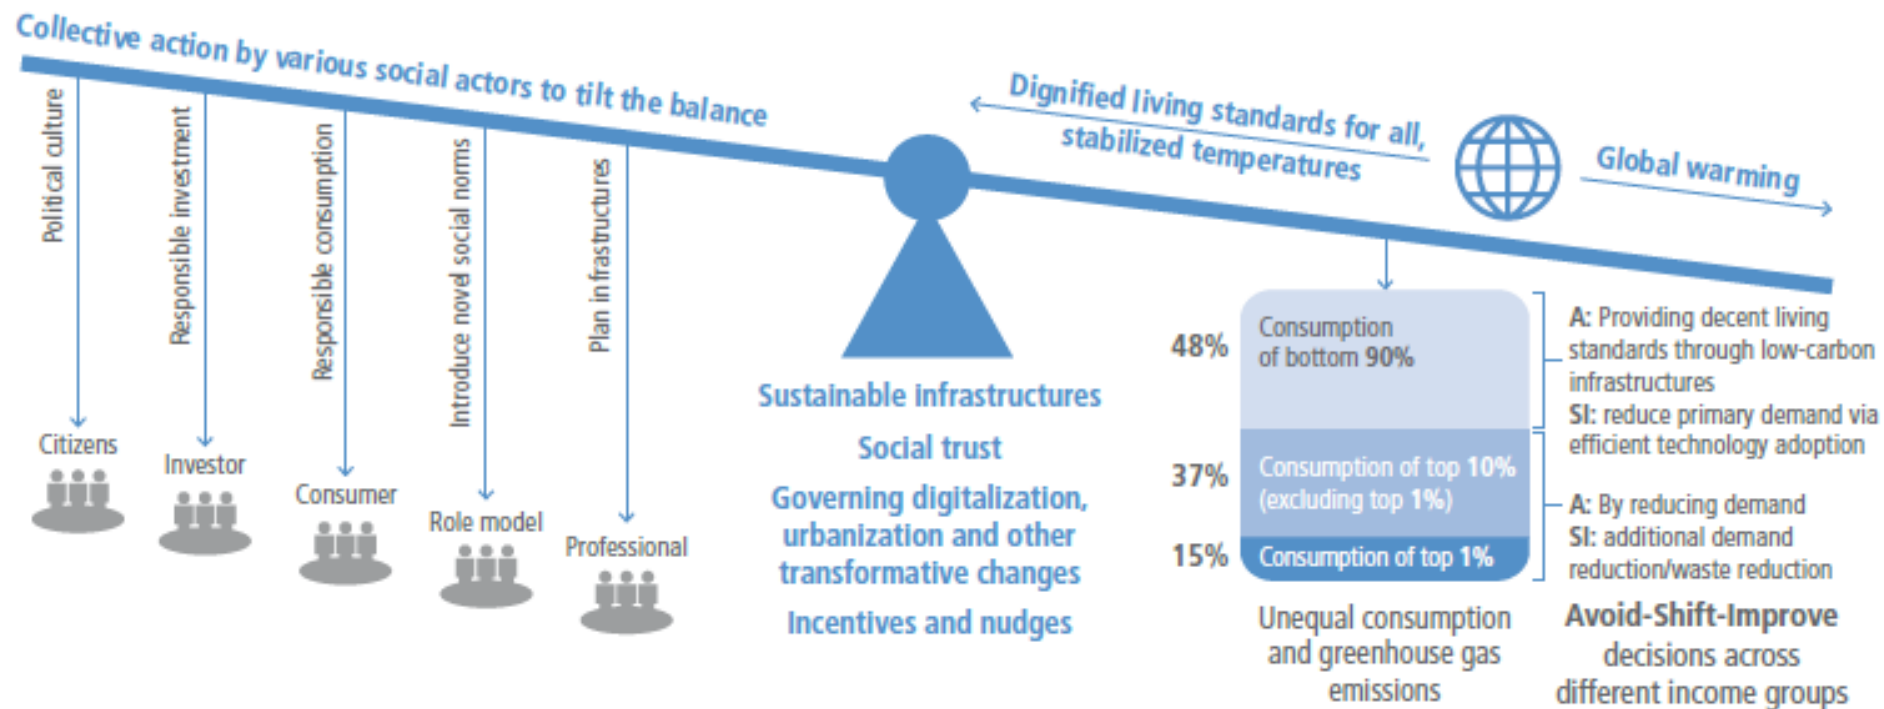 Collective action by various social actors to tilt the balance
Political culture
Responsible investment
Responsible consumption
Introduce novel social norms
Plan infrastructures
Citizens
Investor
Consumer
Role model
Professional
Sustainable infrastructures
Social trust
Governing digitalization,
urbanization and other
transformative changes
Incentives and nudges
Dignified living standards for all,
stabilized temperatures
Global warming
48%
Consumption
of bottom 90%
37%
Consumption of top 10%
(excluding top 1%)
15%
Consumption of top 1%
Unequal consumption
and greenhouse gas
emissions
A: Providing decent living
standards through low-carbon
infrastructures
SI: reduce primary demand via
efficient technology adoption
A: By reducing demand
SI: additional demand
reduction/waste reduction
Avoid-Shift-Improve
decisions across
different income groups